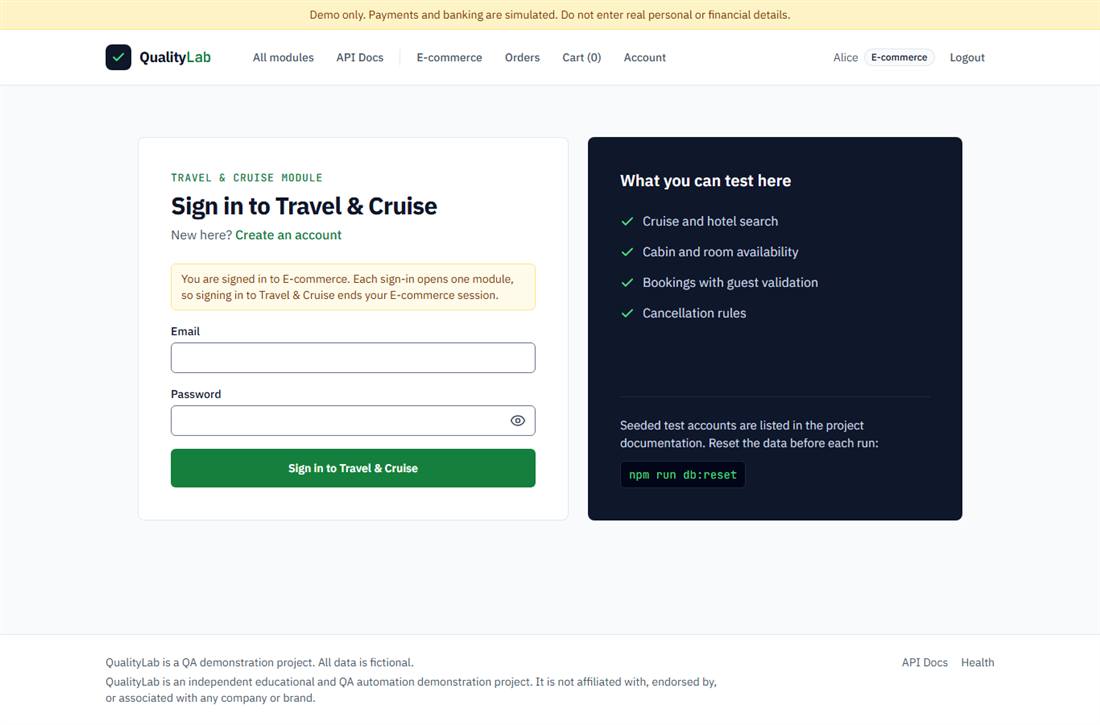 Demo only. Payments and banking are simulated. Do not enter real personal or financial details.
QualityLab
All modules
API Docs
E-commerce
Orders
Cart (0)
Account
Alice
E-commerce
Logout
TRAVEL & CRUISE MODULE
Sign in to Travel & Cruise
New here? Create an account
You are signed in to E-commerce. Each sign-in opens one module,
so signing in to Travel & Cruise ends your E-commerce session.
Email
Password
Sign in to Travel & Cruise
What you can test here
Cruise and hotel search
Cabin and room availability
Bookings with guest validation
Cancellation rules
Seeded test accounts are listed in the project
documentation. Reset the data before each run:
npm run db:reset
QualityLab is a QA demonstration project. All data is fictional.
API Docs
Health
QualityLab is an independent educational and QA automation demonstration project. It is not affiliated with, endorsed by,
or associated with any company or brand.